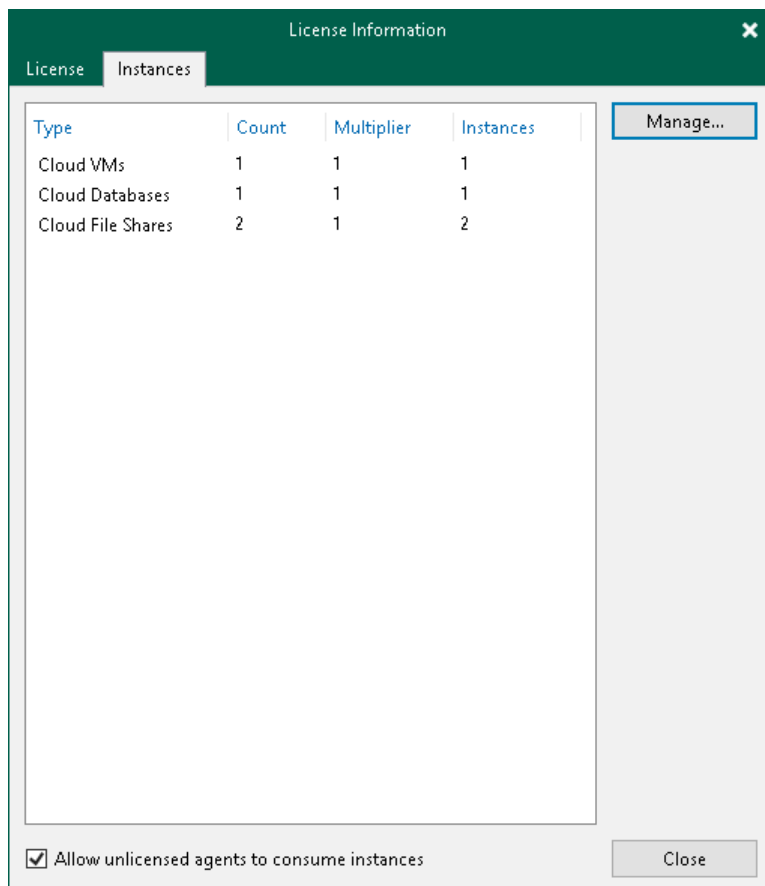 License Information
License Instances
Type Count Multiplier Instances Manage...
Cloud VMs 1 1 1
Cloud Databases 1 1 1
Cloud File Shares 2 1 2
Allow unlicensed agents to consume instances Close